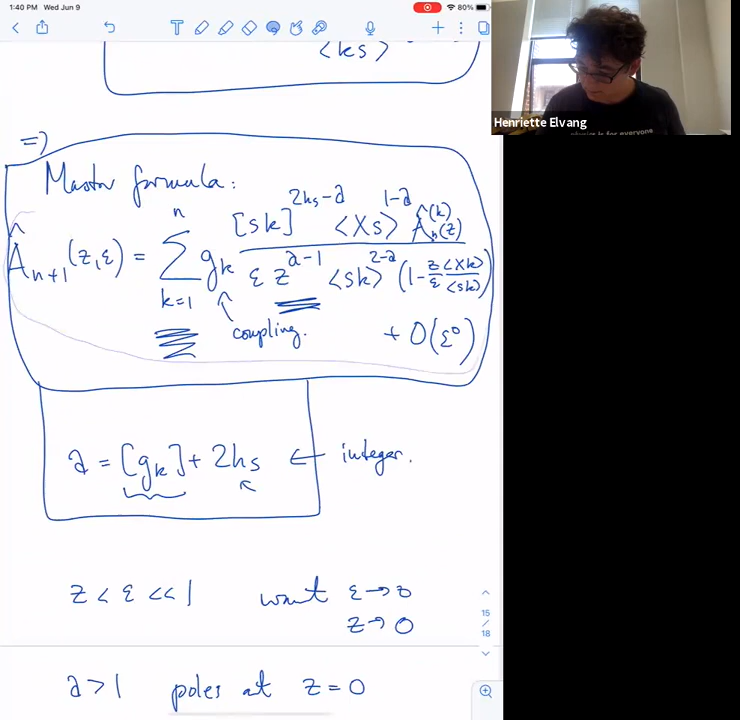 1:40 PM Wed Jun 9
80%
<ks>
Henriette Elvang
=>
Master formula:
Â_{n+1}(z,ε) = Σ_{k=1}^{n} g_k [sk]^{2h_s-a} <Xs>^{1-a} Â_n^{(k)}(z) / ε z^{a-1} <sk>^{2-a} (1 - z/ε <Xk>/<sk>)
coupling.
+ O(ε⁰)
a = [g_k] + 2h_s ← integer.
z < ε << 1 want ε → 0
z → 0
15
/
18
a > 1 poles at z = 0